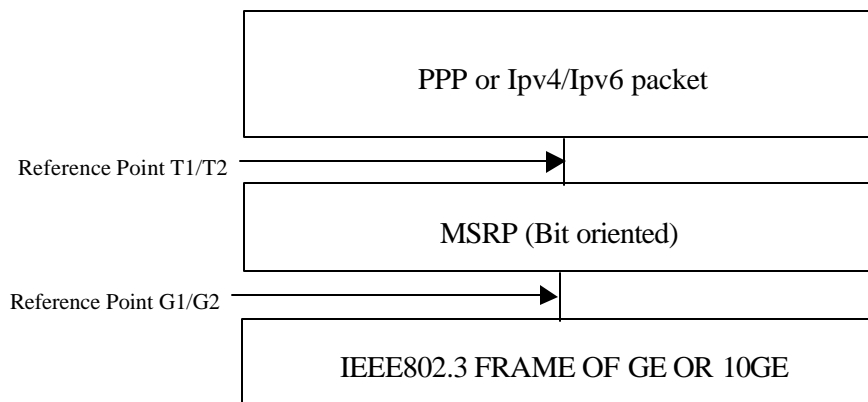 PPP or Ipv4/Ipv6 packet
Reference Point T1/T2
MSRP (Bit oriented)
Reference Point G1/G2
IEEE802.3 FRAME OF GE OR 10GE